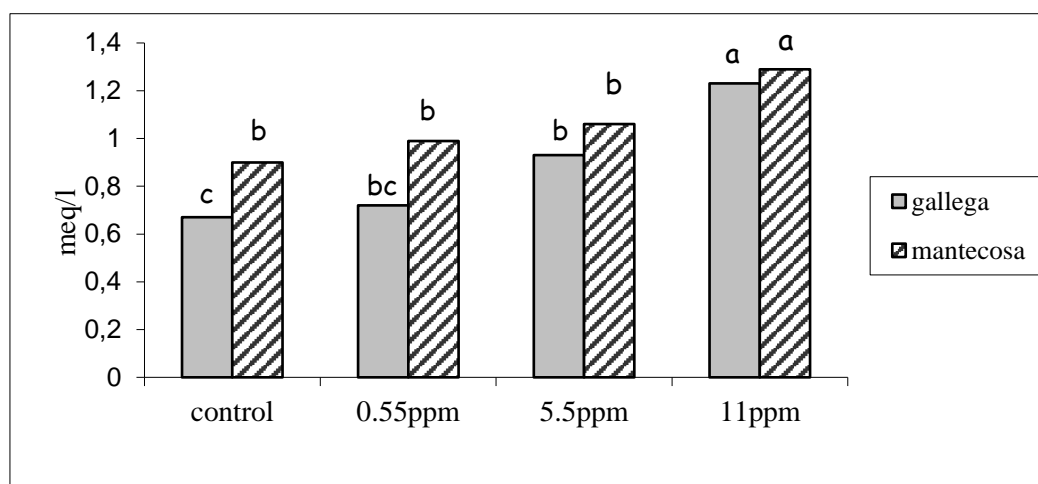 1,4
1,2
1
0,8
0,6
0,4
0,2
0
meq/l
c
b
bc
b
b
b
a
a
control
0.55ppm
5.5ppm
11ppm
gallega
mantecosa